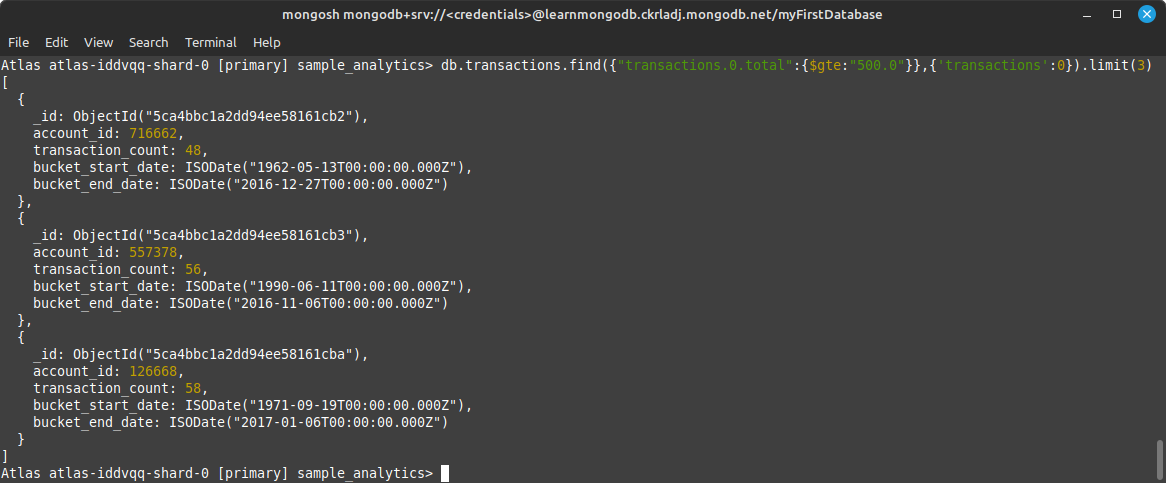 mongosh mongodb+srv://<credentials>@learnmongodb.ckrladj.mongodb.net/myFirstDatabase
File Edit View Search Terminal Help
Atlas atlas-iddvqq-shard-0 [primary] sample_analytics> db.transactions.find({"transactions.0.total":{$gte:"500.0"}},{'transactions':0}).limit(3)
[
  {
    _id: ObjectId("5ca4bbc1a2dd94ee58161cb2"),
    account_id: 716662,
    transaction_count: 48,
    bucket_start_date: ISODate("1962-05-13T00:00:00.000Z"),
    bucket_end_date: ISODate("2016-12-27T00:00:00.000Z")
  },
  {
    _id: ObjectId("5ca4bbc1a2dd94ee58161cb3"),
    account_id: 557378,
    transaction_count: 56,
    bucket_start_date: ISODate("1990-06-11T00:00:00.000Z"),
    bucket_end_date: ISODate("2016-11-06T00:00:00.000Z")
  },
  {
    _id: ObjectId("5ca4bbc1a2dd94ee58161cba"),
    account_id: 126668,
    transaction_count: 58,
    bucket_start_date: ISODate("1971-09-19T00:00:00.000Z"),
    bucket_end_date: ISODate("2017-01-06T00:00:00.000Z")
  }
]
Atlas atlas-iddvqq-shard-0 [primary] sample_analytics>